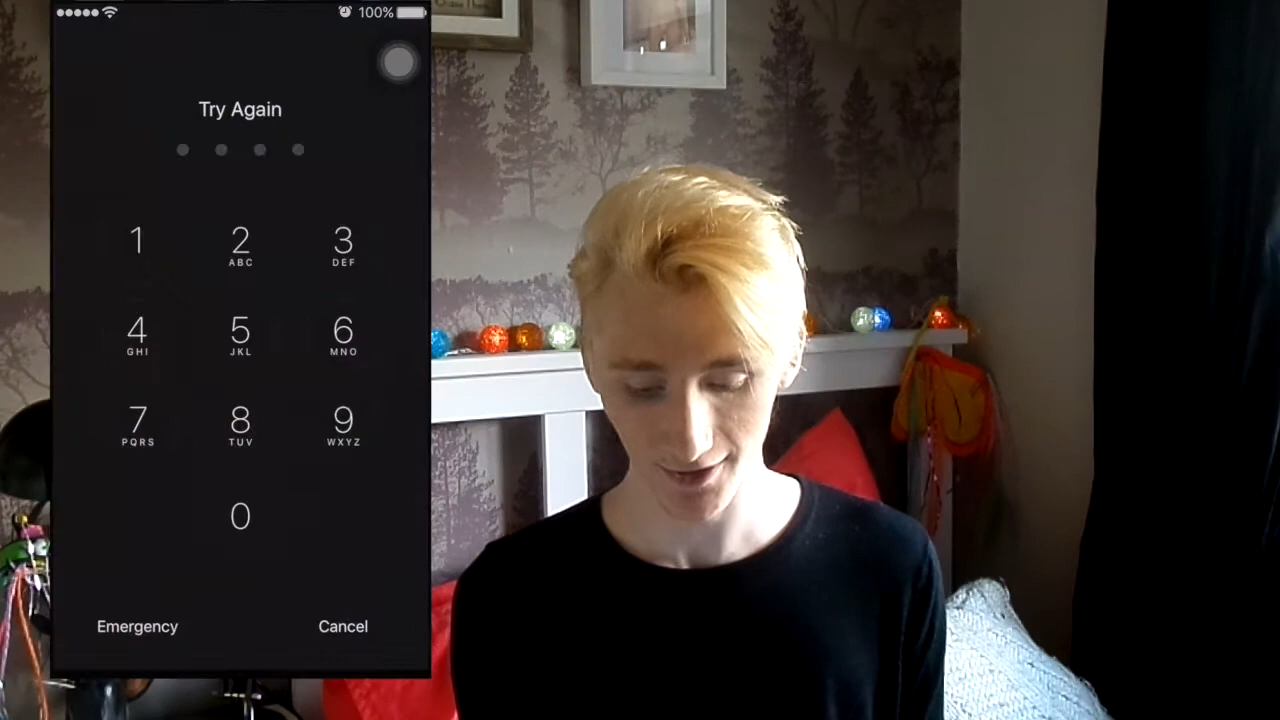 100%
Try Again
1
2
ABC
3
DEF
4
GHI
5
JKL
6
MNO
7
PQRS
8
TUV
9
WXYZ
0
Emergency
Cancel